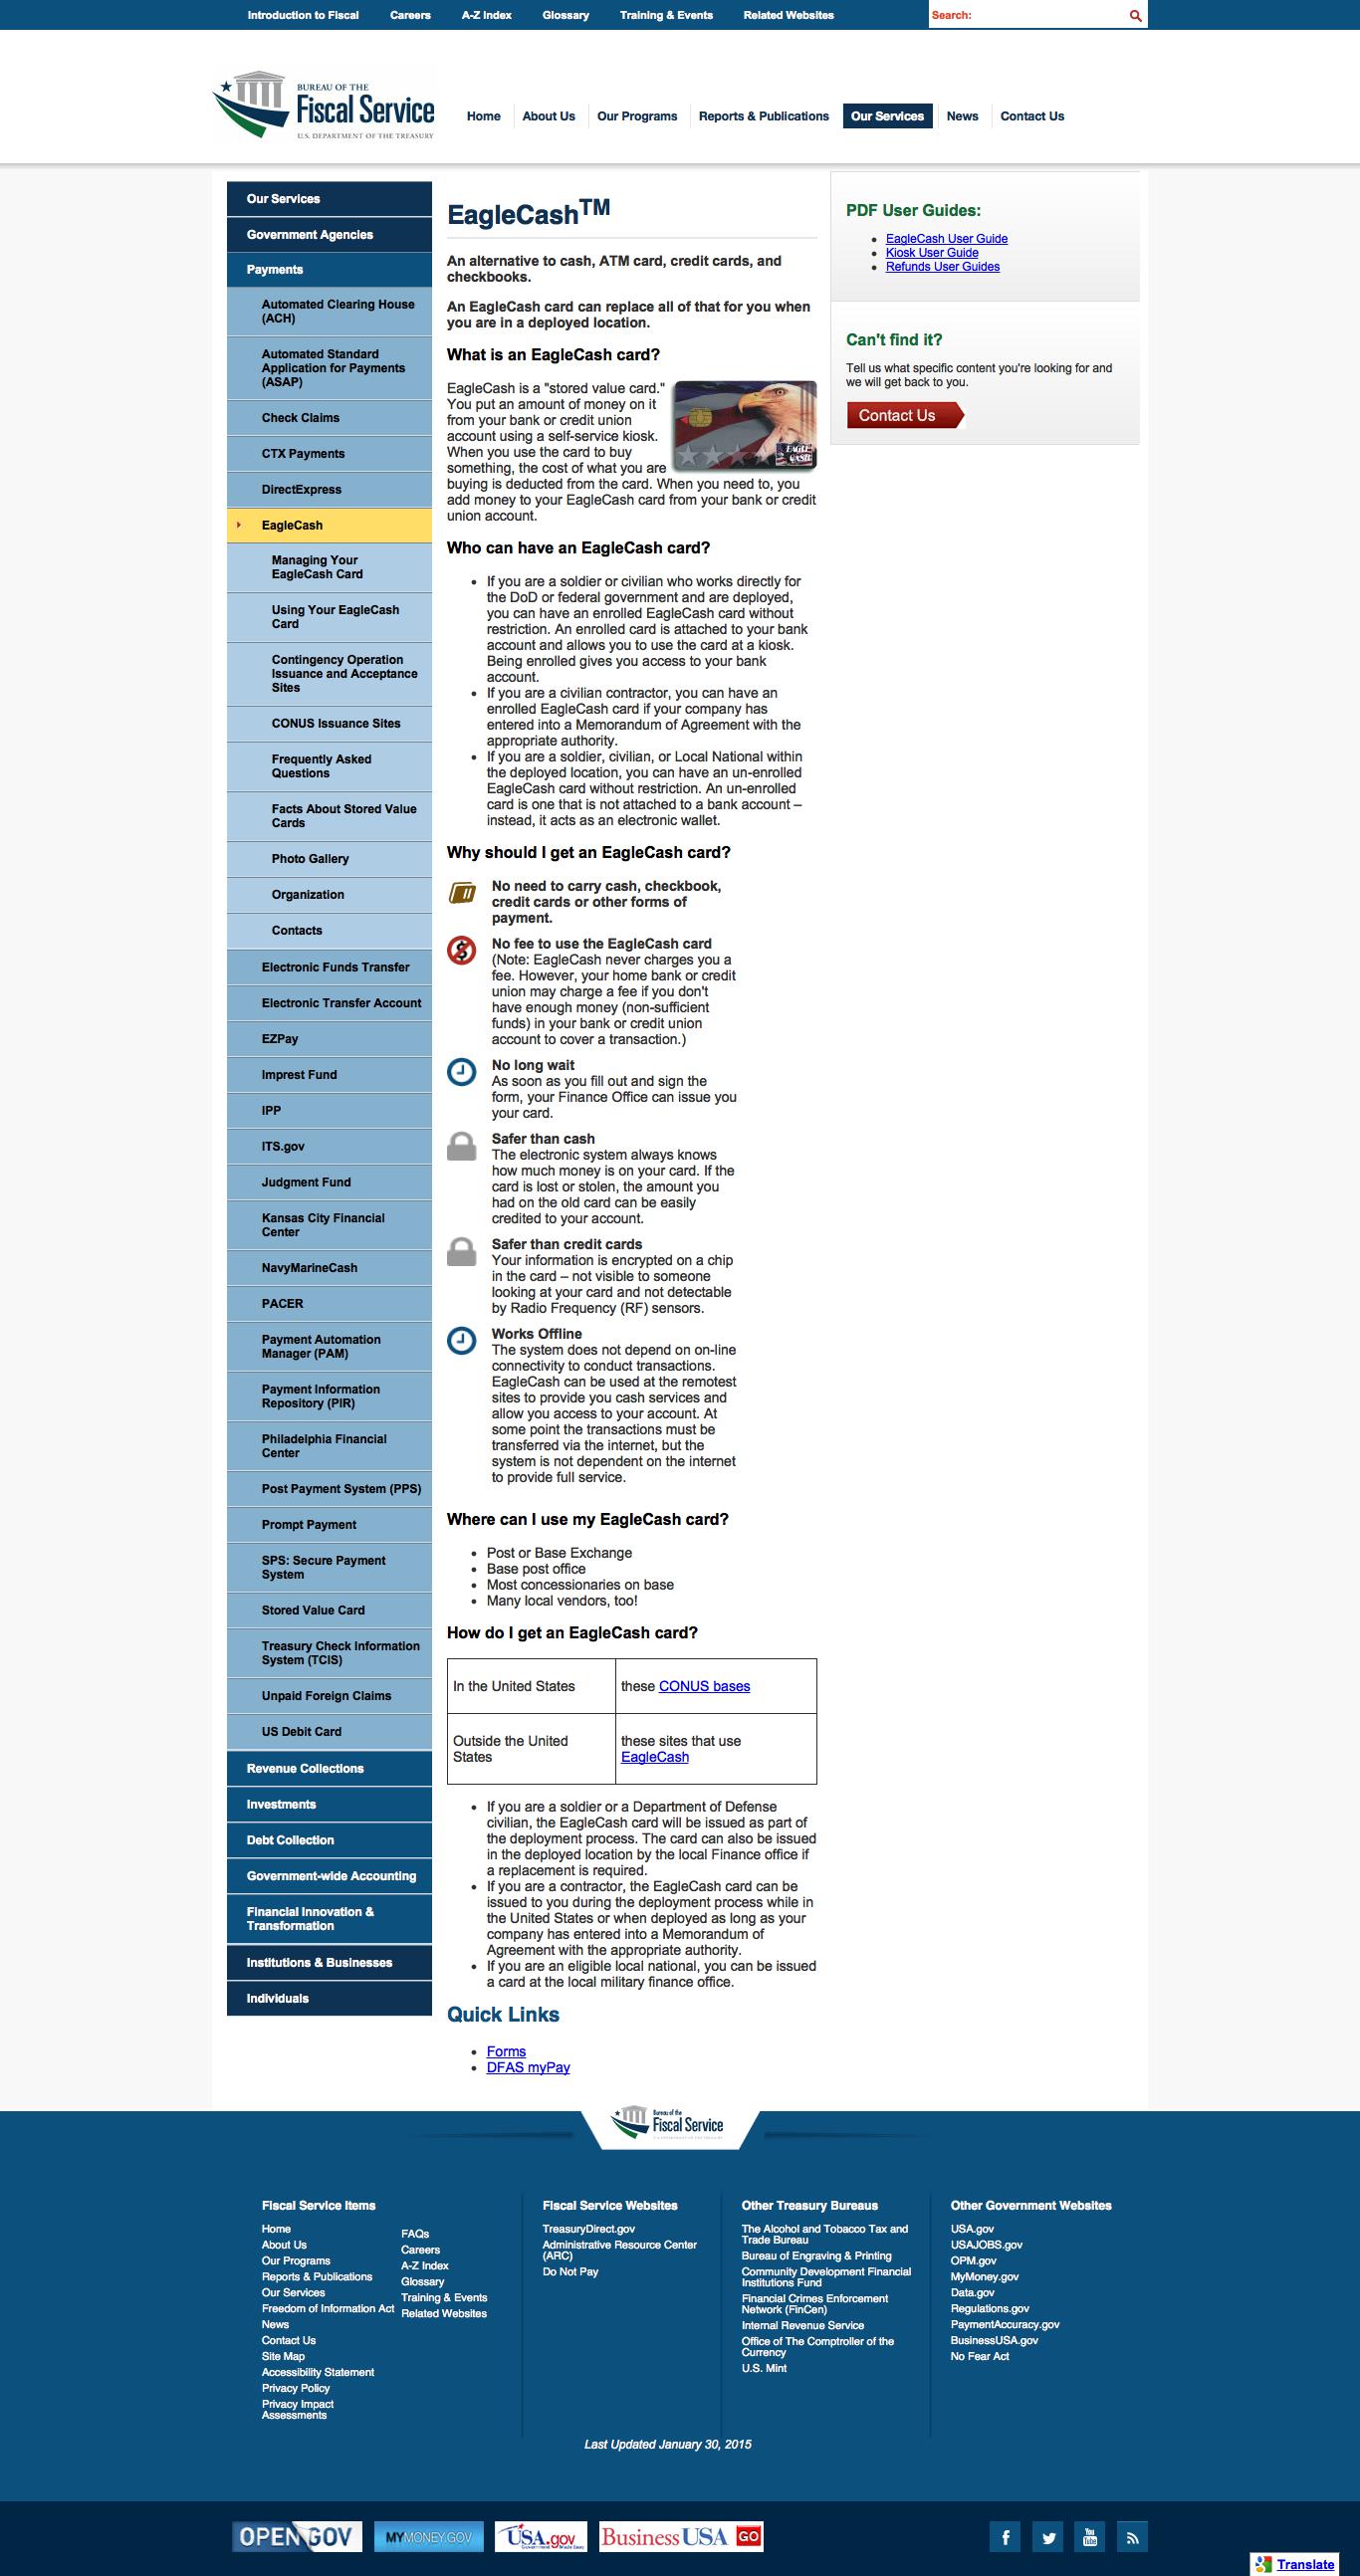 Introduction to Fiscal
Careers
A-Z Index
Glossary
Training & Events
Related Websites
Search:
BUREAU OF THE
Fiscal Service
U.S. DEPARTMENT OF THE TREASURY
Home
About Us
Our Programs
Reports & Publications
Our Services
News
Contact Us
Our Services
Government Agencies
Payments
Automated Clearing House
(ACH)
Automated Standard
Application for Payments
(ASAP)
Check Claims
CTX Payments
DirectExpress
EagleCash
Managing Your
EagleCash Card
Using Your EagleCash
Card
Contingency Operation
Issuance and Acceptance
Sites
CONUS Issuance Sites
Frequently Asked
Questions
Facts About Stored Value
Cards
Photo Gallery
Organization
Contacts
Electronic Funds Transfer
Electronic Transfer Account
EZPay
Imprest Fund
IPP
ITS.gov
Judgment Fund
Kansas City Financial
Center
NavyMarineCash
PACER
Payment Automation
Manager (PAM)
Payment Information
Repository (PIR)
Philadelphia Financial
Center
Post Payment System (PPS)
Prompt Payment
SPS: Secure Payment
System
Stored Value Card
Treasury Check Information
System (TCIS)
Unpaid Foreign Claims
US Debit Card
Revenue Collections
Investments
Debt Collection
Government-wide Accounting
Financial Innovation &
Transformation
Institutions & Businesses
Individuals
EagleCashTM
An alternative to cash, ATM card, credit cards, and
checkbooks.
An EagleCash card can replace all of that for you when
you are in a deployed location.
What is an EagleCash card?
EagleCash is a "stored value card."
You put an amount of money on it
from your bank or credit union
account using a self-service kiosk.
When you use the card to buy
something, the cost of what you are
buying is deducted from the card. When you need to, you
add money to your EagleCash card from your bank or credit
union account.
EAGLE
CASH
Who can have an EagleCash card?
• If you are a soldier or civilian who works directly for
the DoD or federal government and are deployed,
you can have an enrolled EagleCash card without
restriction. An enrolled card is attached to your bank
account and allows you to use the card at a kiosk.
Being enrolled gives you access to your bank
account.
• If you are a civilian contractor, you can have an
enrolled EagleCash card if your company has
entered into a Memorandum of Agreement with the
appropriate authority.
• If you are a soldier, civilian, or Local National within
the deployed location, you can have an un-enrolled
EagleCash card without restriction. An un-enrolled
card is one that is not attached to a bank account –
instead, it acts as an electronic wallet.
Why should I get an EagleCash card?
No need to carry cash, checkbook,
credit cards or other forms of
payment.
No fee to use the EagleCash card
(Note: EagleCash never charges you a
fee. However, your home bank or credit
union may charge a fee if you don't
have enough money (non-sufficient
funds) in your bank or credit union
account to cover a transaction.)
No long wait
As soon as you fill out and sign the
form, your Finance Office can issue you
your card.
Safer than cash
The electronic system always knows
how much money is on your card. If the
card is lost or stolen, the amount you
had on the old card can be easily
credited to your account.
Safer than credit cards
Your information is encrypted on a chip
in the card – not visible to someone
looking at your card and not detectable
by Radio Frequency (RF) sensors.
Works Offline
The system does not depend on on-line
connectivity to conduct transactions.
EagleCash can be used at the remotest
sites to provide you cash services and
allow you access to your account. At
some point the transactions must be
transferred via the internet, but the
system is not dependent on the internet
to provide full service.
Where can I use my EagleCash card?
• Post or Base Exchange
• Base post office
• Most concessionaries on base
• Many local vendors, too!
How do I get an EagleCash card?
In the United States
these CONUS bases
Outside the United
States
these sites that use
EagleCash
• If you are a soldier or a Department of Defense
civilian, the EagleCash card will be issued as part of
the deployment process. The card can also be issued
in the deployed location by the local Finance office if
a replacement is required.
• If you are a contractor, the EagleCash card can be
issued to you during the deployment process while in
the United States or when deployed as long as your
company has entered into a Memorandum of
Agreement with the appropriate authority.
• If you are an eligible local national, you can be issued
a card at the local military finance office.
Quick Links
• Forms
• DFAS myPay
PDF User Guides:
• EagleCash User Guide
• Kiosk User Guide
• Refunds User Guides
Can't find it?
Tell us what specific content you're looking for and
we will get back to you.
Contact Us
Bureau of the
Fiscal Service
Fiscal Service Items
Home
About Us
Our Programs
Reports & Publications
Our Services
Freedom of Information Act
News
Contact Us
Site Map
Accessibility Statement
Privacy Policy
Privacy Impact
Assessments
FAQs
Careers
A-Z Index
Glossary
Training & Events
Related Websites
Fiscal Service Websites
TreasuryDirect.gov
Administrative Resource Center
(ARC)
Do Not Pay
Other Treasury Bureaus
The Alcohol and Tobacco Tax and
Trade Bureau
Bureau of Engraving & Printing
Community Development Financial
Institutions Fund
Financial Crimes Enforcement
Network (FinCen)
Internal Revenue Service
Office of The Comptroller of the
Currency
U.S. Mint
Other Government Websites
USA.gov
USAJOBS.gov
OPM.gov
MyMoney.gov
Data.gov
Regulations.gov
PaymentAccuracy.gov
BusinessUSA.gov
No Fear Act
Last Updated January 30, 2015
OPEN GOV
MYMONEY.GOV
USA.gov
Government Made Easy
Business USA GO
You
Tube
Translate